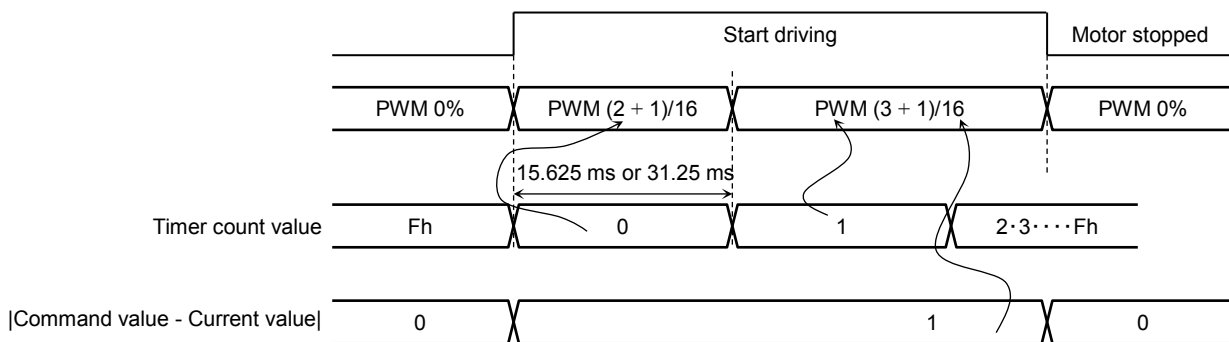 Start driving Motor stopped
PWM 0% PWM (2 + 1)/16 PWM (3 + 1)/16 PWM 0%
15.625 ms or 31.25 ms
Timer count value Fh 0 1 2･3････Fh
|Command value - Current value| 0 1 0